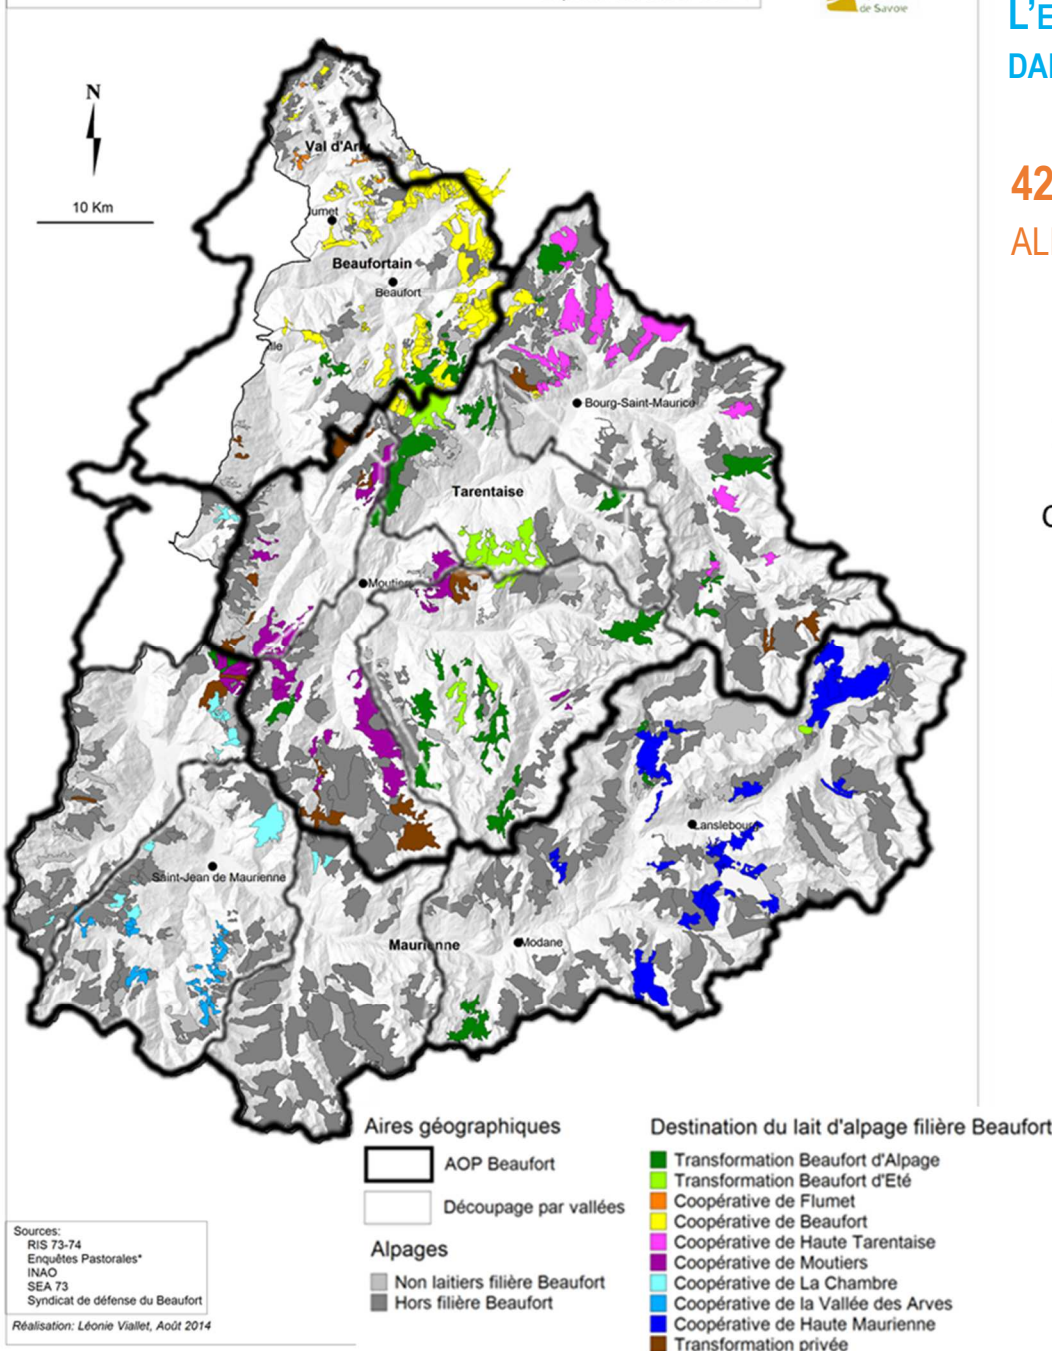 de Savoie
L'E
DA
42
AL
N
10 Km
Val d'Arly
umet
Beaufortain
Beaufort
lle
Bourg-Saint-Maurice
Tarentaise
Moutiers
Lanslebourg
Saint-Jean de Maurienne
Maurienne
Modane
Aires géographiques
AOP Beaufort
Découpage par vallées
Alpages
Non laitiers filière Beaufort
Hors filière Beaufort
Destination du lait d'alpage filière Beaufort
Transformation Beaufort d'Alpage
Transformation Beaufort d'Eté
Coopérative de Flumet
Coopérative de Beaufort
Coopérative de Haute Tarentaise
Coopérative de Moutiers
Coopérative de La Chambre
Coopérative de la Vallée des Arves
Coopérative de Haute Maurienne
Transformation privée
Sources:
RIS 73-74
Enquêtes Pastorales*
INAO
SEA 73
Syndicat de défense du Beaufort
Réalisation: Léonie Viallet, Août 2014